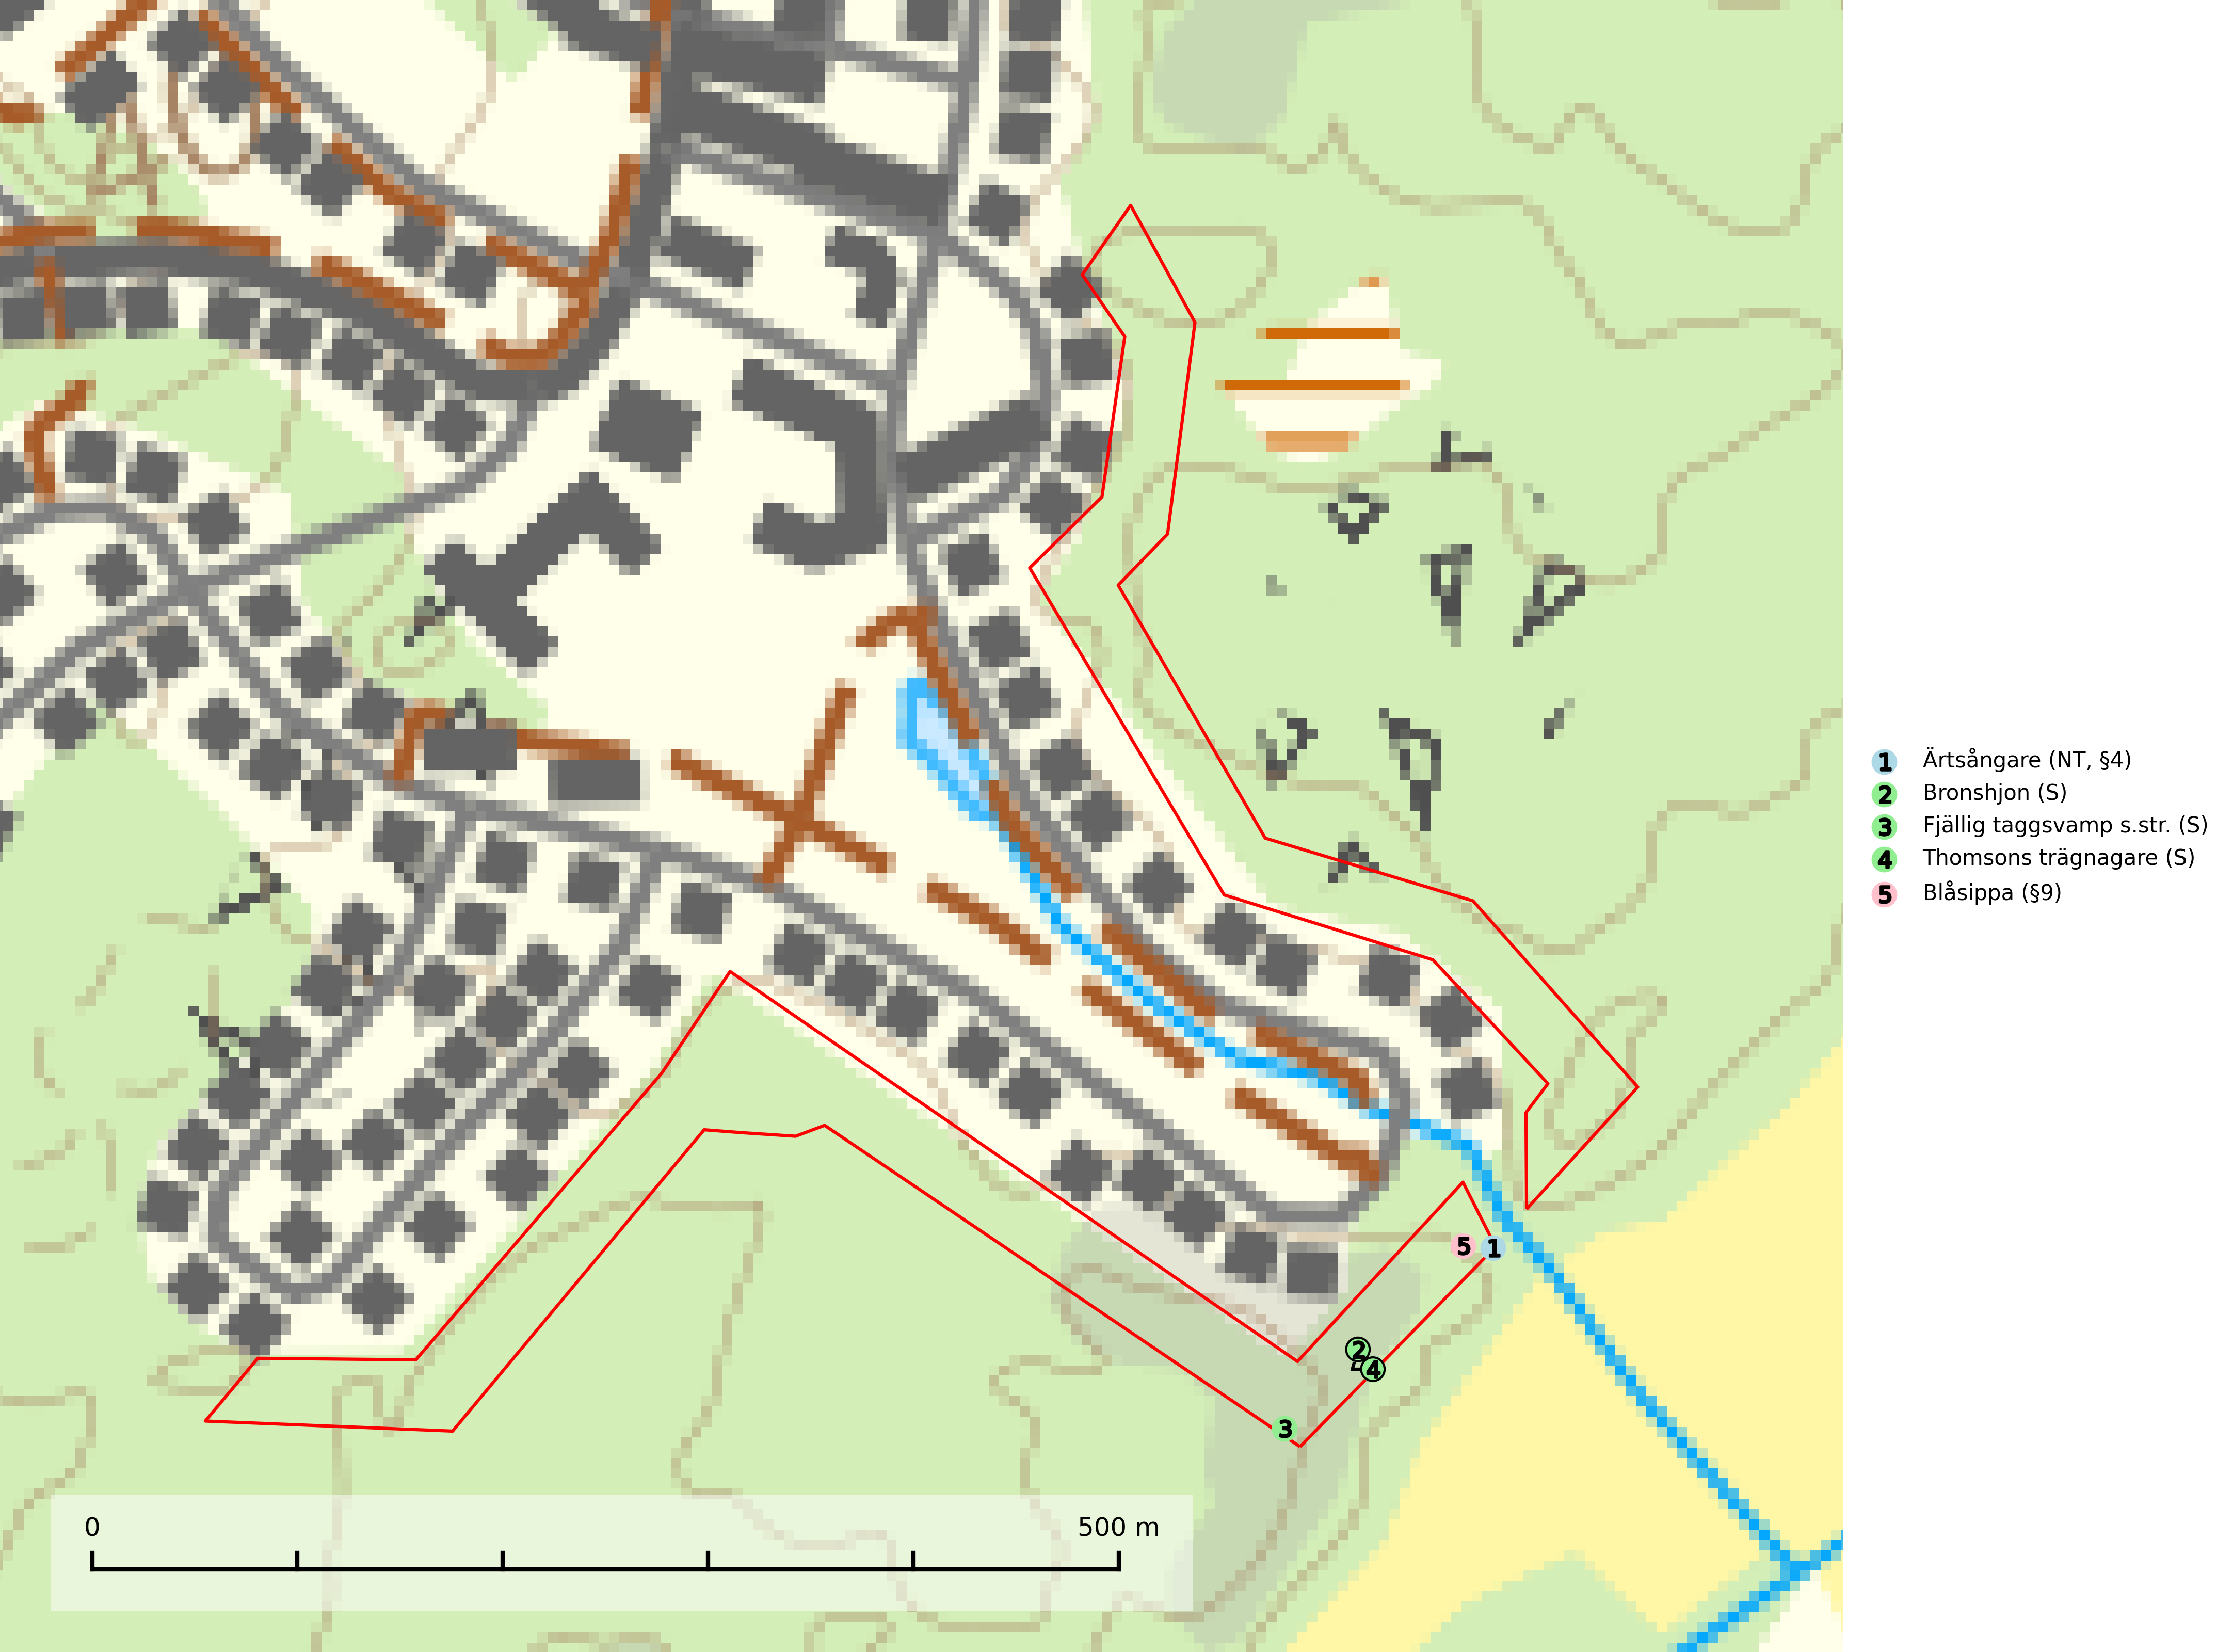 1 Ärtsångare (NT, §4)
2 Bronshjon (S)
3 Fjällig taggsvamp s.str. (S)
4 Thomsons trägnagare (S)
5 Blåsippa (§9)
5 1
2
4
3
0 500 m